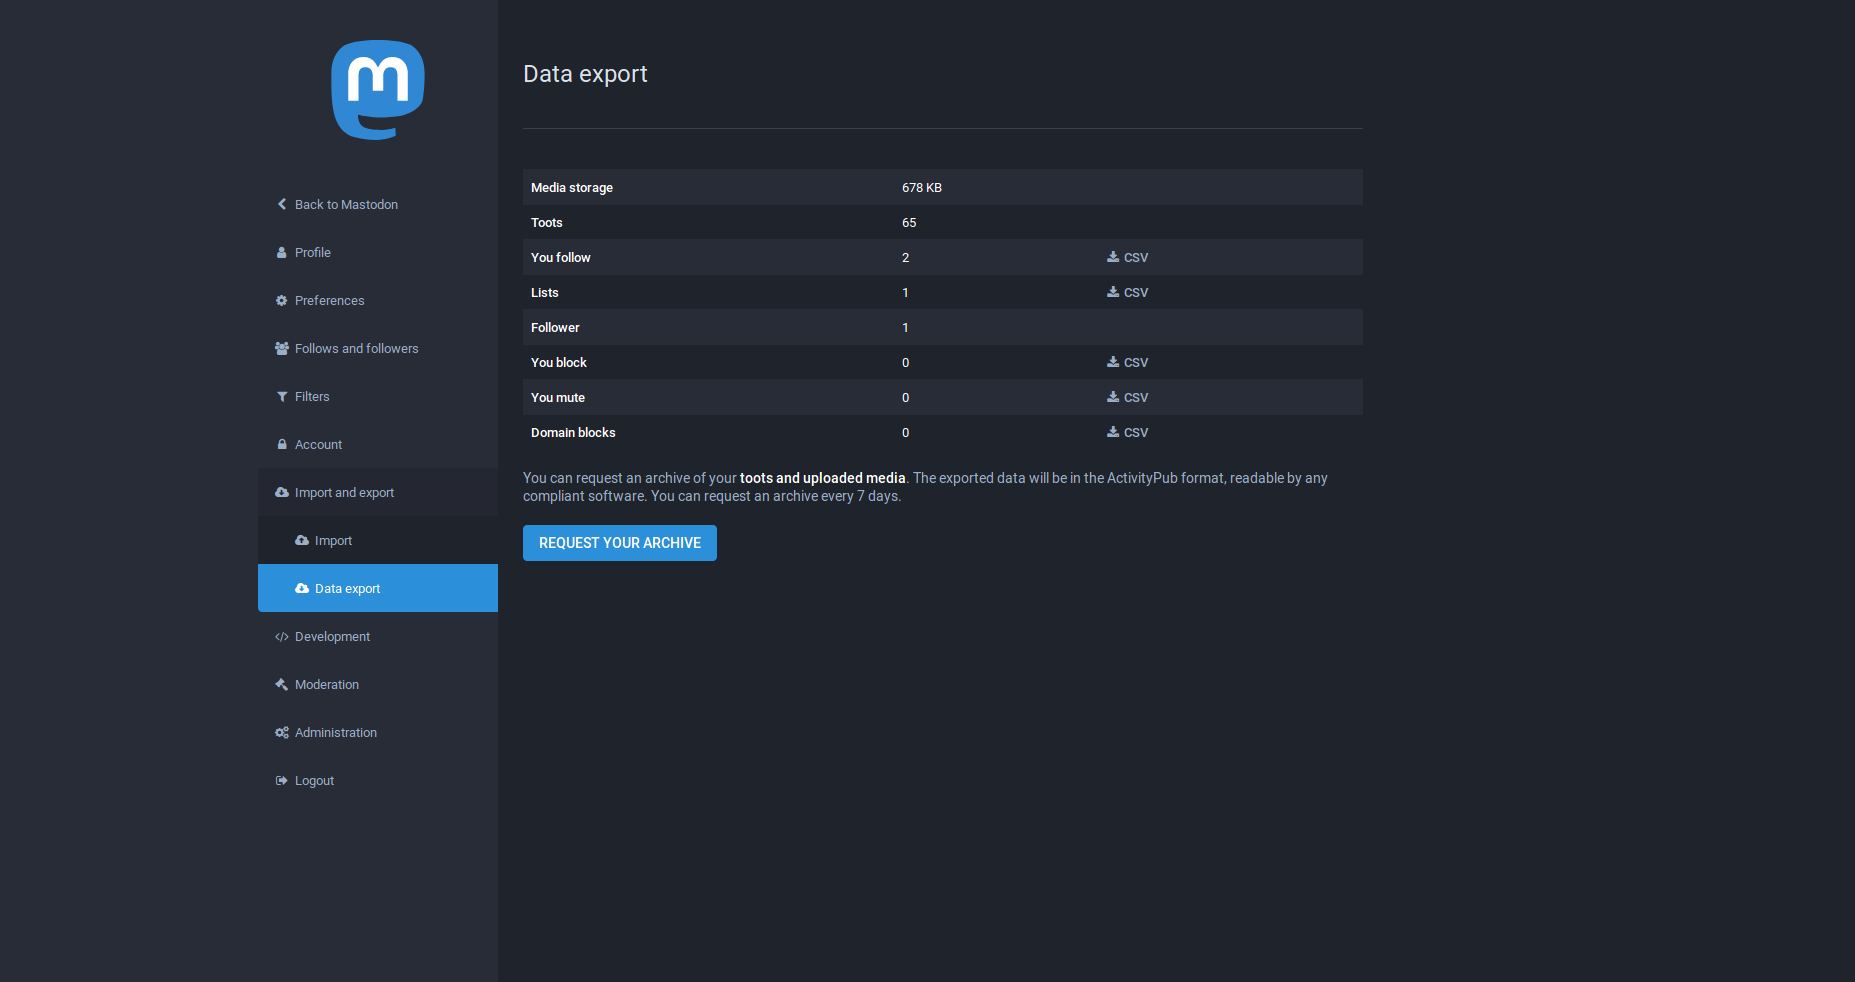 m
Back to Mastodon
Profile
Preferences
Follows and followers
Filters
Account
Import and export
Import
Data export
Development
Moderation
Administration
Logout
Data export
Media storage 678 KB
Toots 65
You follow 2 CSV
Lists 1 CSV
Follower 1
You block 0 CSV
You mute 0 CSV
Domain blocks 0 CSV
You can request an archive of your toots and uploaded media. The exported data will be in the ActivityPub format, readable by any
compliant software. You can request an archive every 7 days.
REQUEST YOUR ARCHIVE